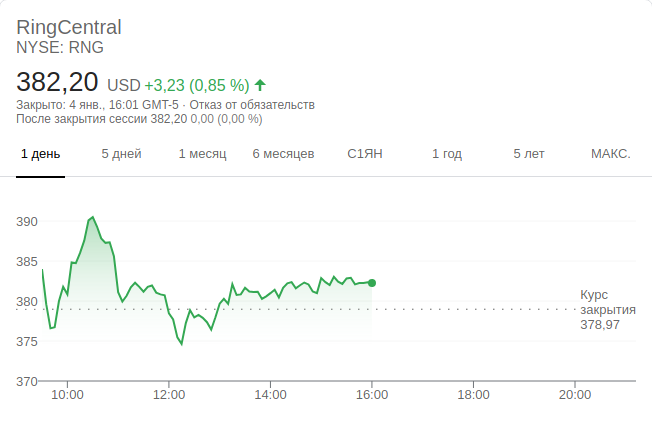 RingCentral
NYSE: RNG
382,20 USD +3,23 (0,85 %)
Закрыто: 4 янв., 16:01 GMT-5 · Отказ от обязательств
После закрытия сессии 382,20 0,00 (0,00 %)
1 день 5 дней 1 месяц 6 месяцев С1ЯН 1 год 5 лет МАКС.
390
385
380
375
370
Курс
закрытия
378,97
10:00 12:00 14:00 16:00 18:00 20:00